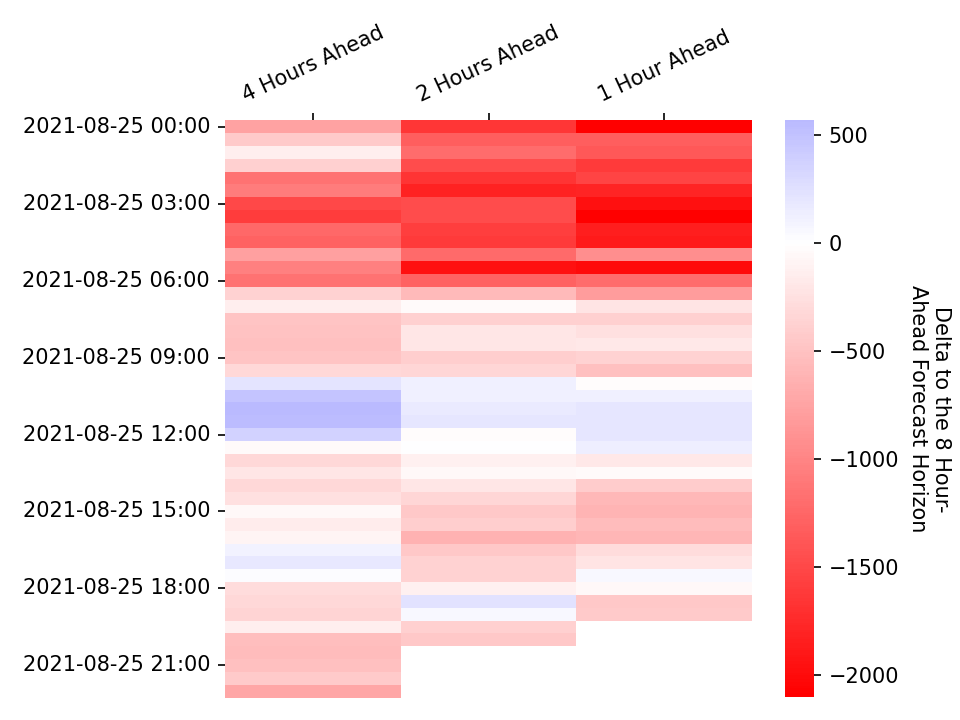 4 Hours Ahead
2 Hours Ahead
1 Hour Ahead
2021-08-25 00:00
2021-08-25 03:00
2021-08-25 06:00
2021-08-25 09:00
2021-08-25 12:00
2021-08-25 15:00
2021-08-25 18:00
2021-08-25 21:00
500
0
−500
−1000
−1500
−2000
Delta to the 8 Hour-
Ahead Forecast Horizon